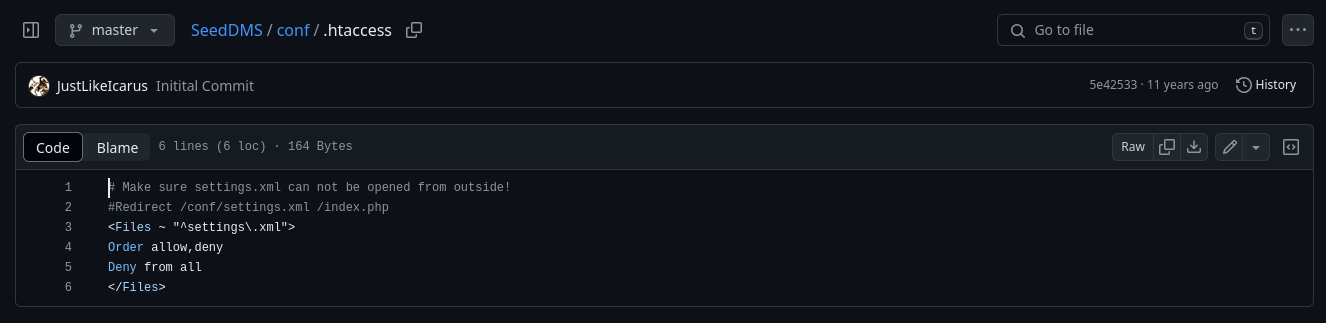 master
SeedDMS / conf / .htaccess
Go to file
t
JustLikeIcarus Initital Commit
5e42533 · 11 years ago
History
Code
Blame
6 lines (6 loc) · 164 Bytes
Raw
1 # Make sure settings.xml can not be opened from outside!
2 #Redirect /conf/settings.xml /index.php
3 <Files ~ "^settings\.xml">
4 Order allow,deny
5 Deny from all
6 </Files>